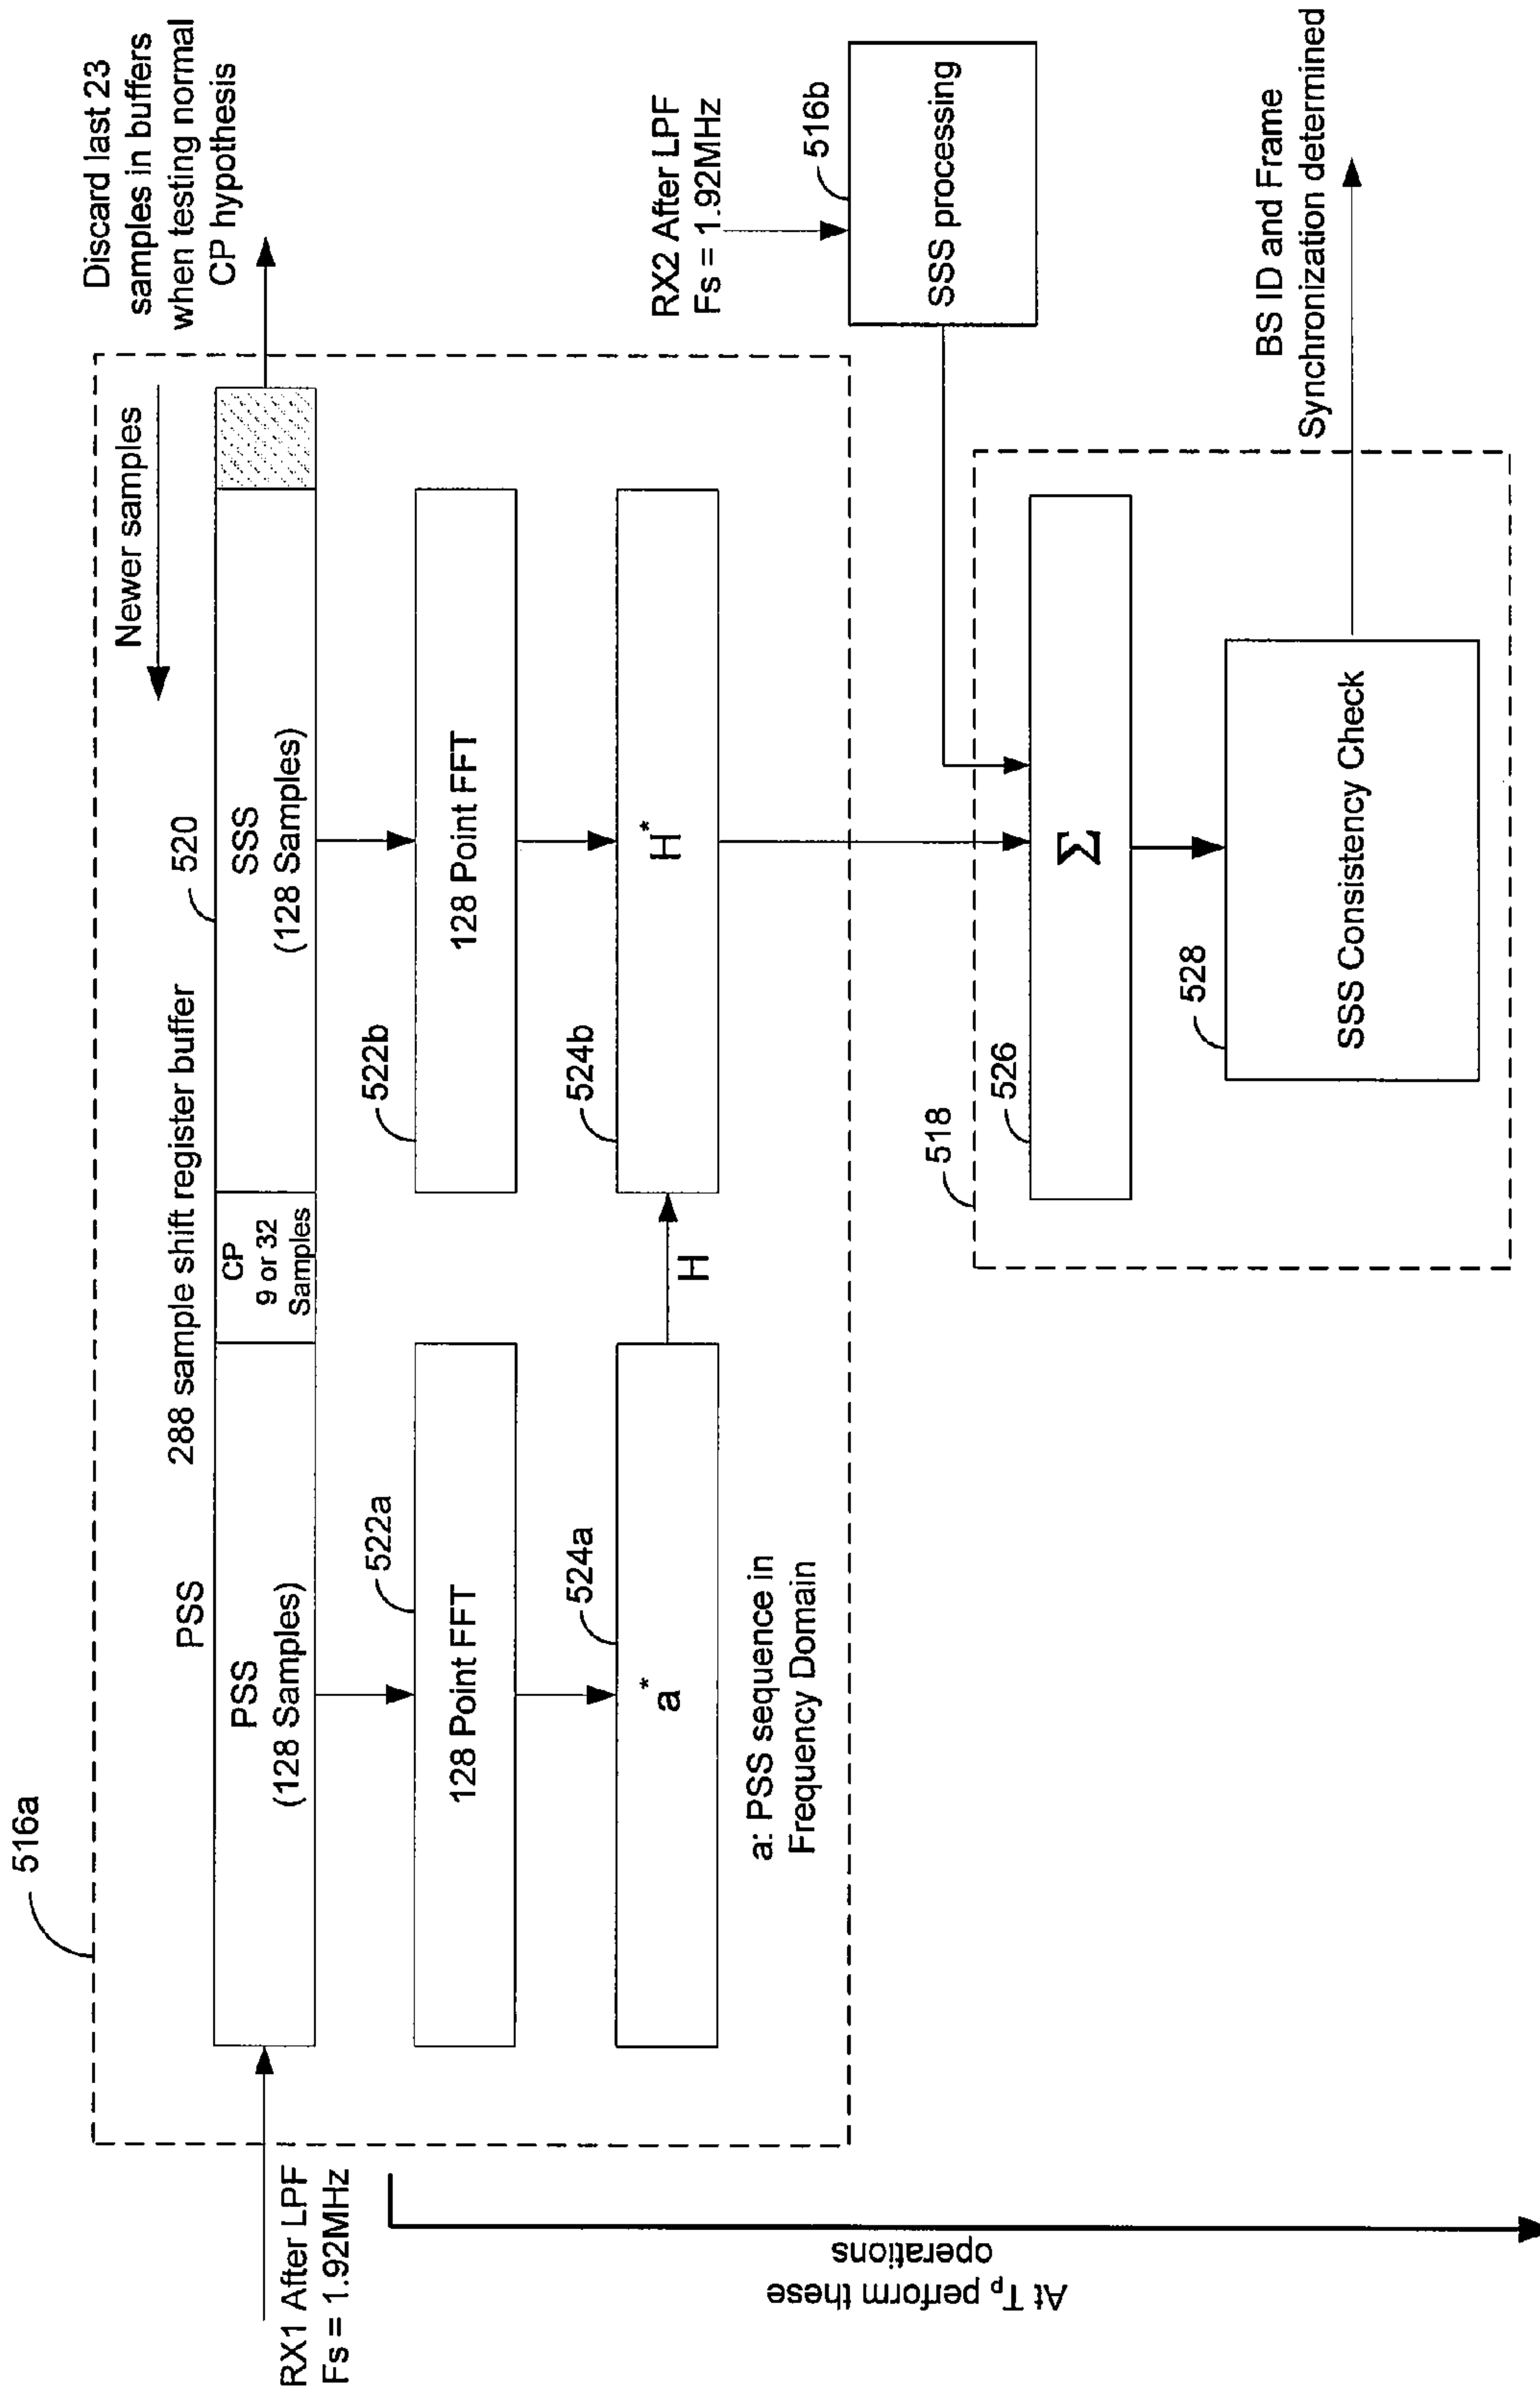 516a
RX1 After LPF
Fs = 1.92MHz
PSS
288 sample shift register buffer
520
Newer samples
Discard last 23
samples in buffers
when testing normal
CP hypothesis
PSS
(128 Samples)
CP
9 or 32
Samples
SSS
(128 Samples)
522a
128 Point FFT
522b
128 Point FFT
524a
a*
H
524b
H*
a: PSS sequence in
Frequency Domain
RX2 After LPF
Fs = 1.92MHz
516b
SSS processing
At Tp perform these
operations
518
526
Σ
528
SSS Consistency Check
BS ID and Frame
Synchronization determined